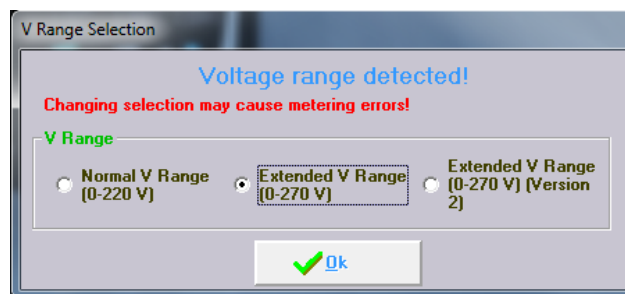 V Range Selection
Voltage range detected!
Changing selection may cause metering errors!
V Range
Normal V Range
(0-220 V)
Extended V Range
(0-270 V)
Extended V Range
(0-270 V) (Version
2)
Ok